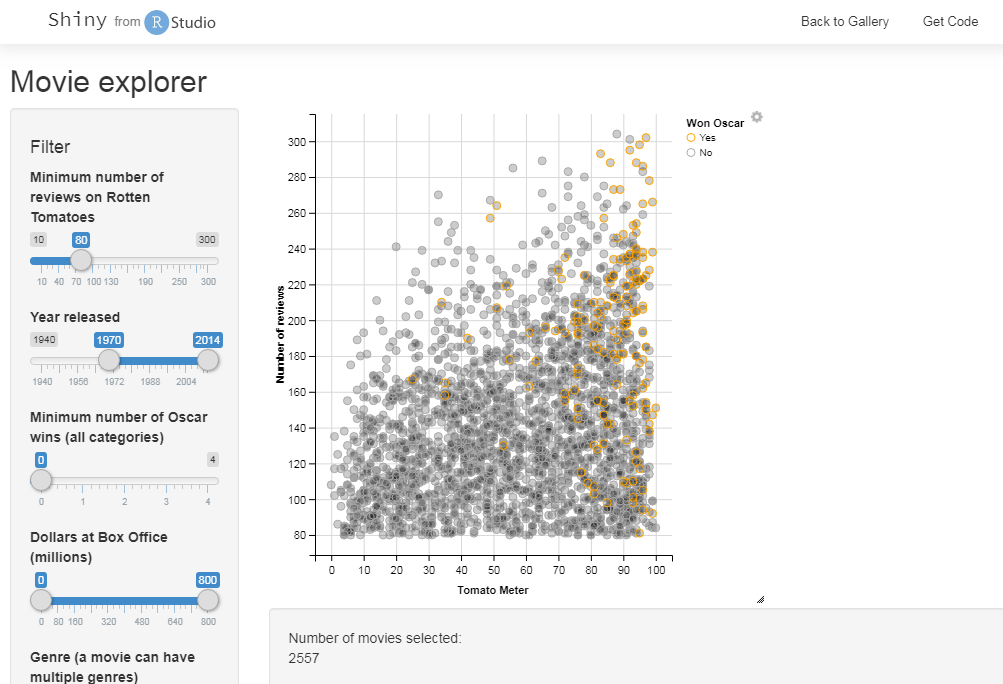 Shiny from R Studio
Back to Gallery Get Code
Movie explorer
Filter
Minimum number of
reviews on Rotten
Tomatoes
10 80 300
10 40 70 100 130 190 250 300
Year released
1940 1970 2014
1940 1956 1972 1988 2004
Minimum number of Oscar
wins (all categories)
0 4
0 1 2 3 4
Dollars at Box Office
(millions)
0 800
0 80 160 320 480 640 800
Genre (a movie can have
multiple genres)
Number of reviews
300
280
260
240
220
200
180
160
140
120
100
80
0 10 20 30 40 50 60 70 80 90 100
Tomato Meter
Won Oscar
Yes
No
Number of movies selected:
2557